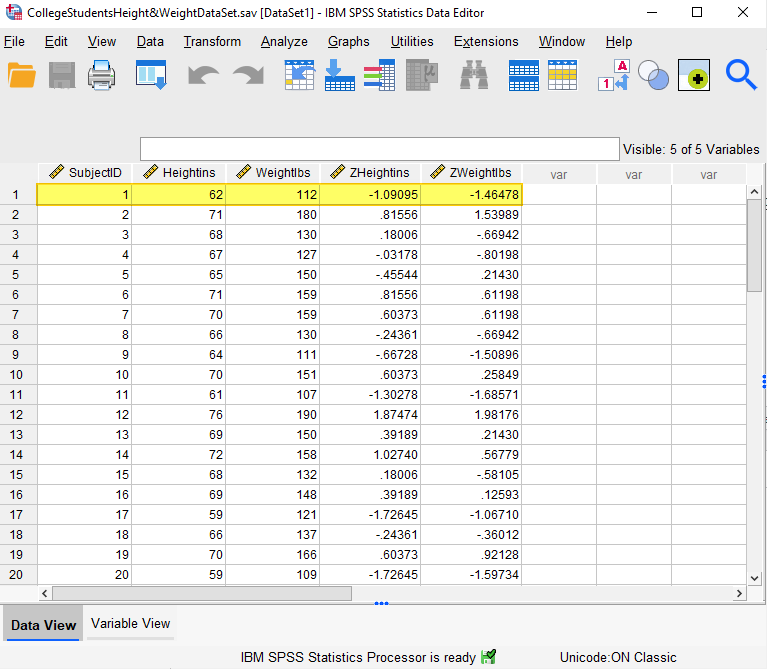 CollegeStudentsHeight&WeightDataSet.sav [DataSet1] - IBM SPSS Statistics Data Editor
File Edit View Data Transform Analyze Graphs Utilities Extensions Window Help
μ 1 A
Visible: 5 of 5 Variables
SubjectID Heightins Weightlbs ZHeightins ZWeightlbs var var var
1 1 62 112 -1.09095 -1.46478
2 2 71 180 .81556 1.53989
3 3 68 130 .18006 -.66942
4 4 67 127 -.03178 -.80198
5 5 65 150 -.45544 .21430
6 6 71 159 .81556 .61198
7 7 70 159 .60373 .61198
8 8 66 130 -.24361 -.66942
9 9 64 111 -.66728 -1.50896
10 10 70 151 .60373 .25849
11 11 61 107 -1.30278 -1.68571
12 12 76 190 1.87474 1.98176
13 13 69 150 .39189 .21430
14 14 72 158 1.02740 .56779
15 15 68 132 .18006 -.58105
16 16 69 148 .39189 .12593
17 17 59 121 -1.72645 -1.06710
18 18 66 137 -.24361 -.36012
19 19 70 166 .60373 .92128
20 20 59 109 -1.72645 -1.59734
Data View Variable View
IBM SPSS Statistics Processor is ready Unicode:ON Classic